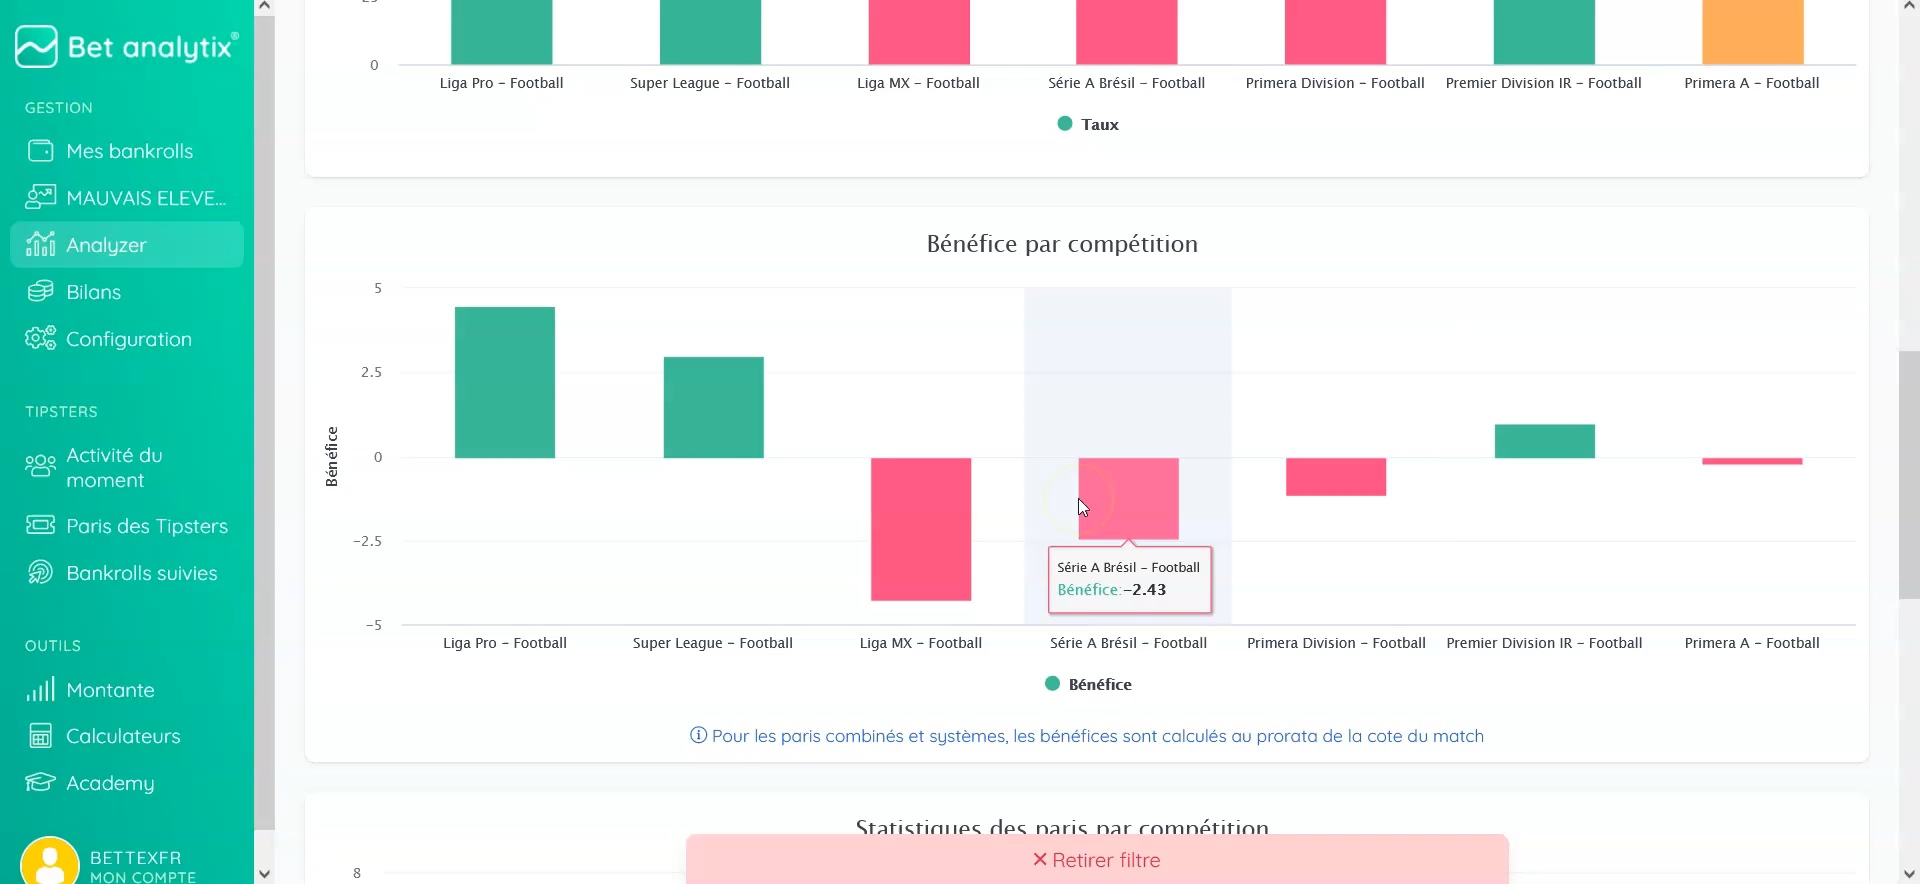 Bet analytix®
GESTION
Mes bankrolls
MAUVAIS ELEVE...
Analyzer
Bilans
Configuration
TIPSTERS
Activité du
moment
Paris des Tipsters
Bankrolls suivies
OUTILS
Montante
Calculateurs
Academy
BETTEXFR
MON COMPTE
0
Liga Pro – Football
Super League – Football
Liga MX – Football
Série A Brésil – Football
Primera Division – Football
Premier Division IR – Football
Primera A – Football
Taux
Bénéfice par compétition
Bénéfice
5
2.5
0
−2.5
−5
Série A Brésil – Football
Bénéfice:−2.43
Liga Pro – Football
Super League – Football
Liga MX – Football
Série A Brésil – Football
Primera Division – Football
Premier Division IR – Football
Primera A – Football
Bénéfice
Pour les paris combinés et systèmes, les bénéfices sont calculés au prorata de la cote du match
Statistiques des paris par compétition
8
Retirer filtre